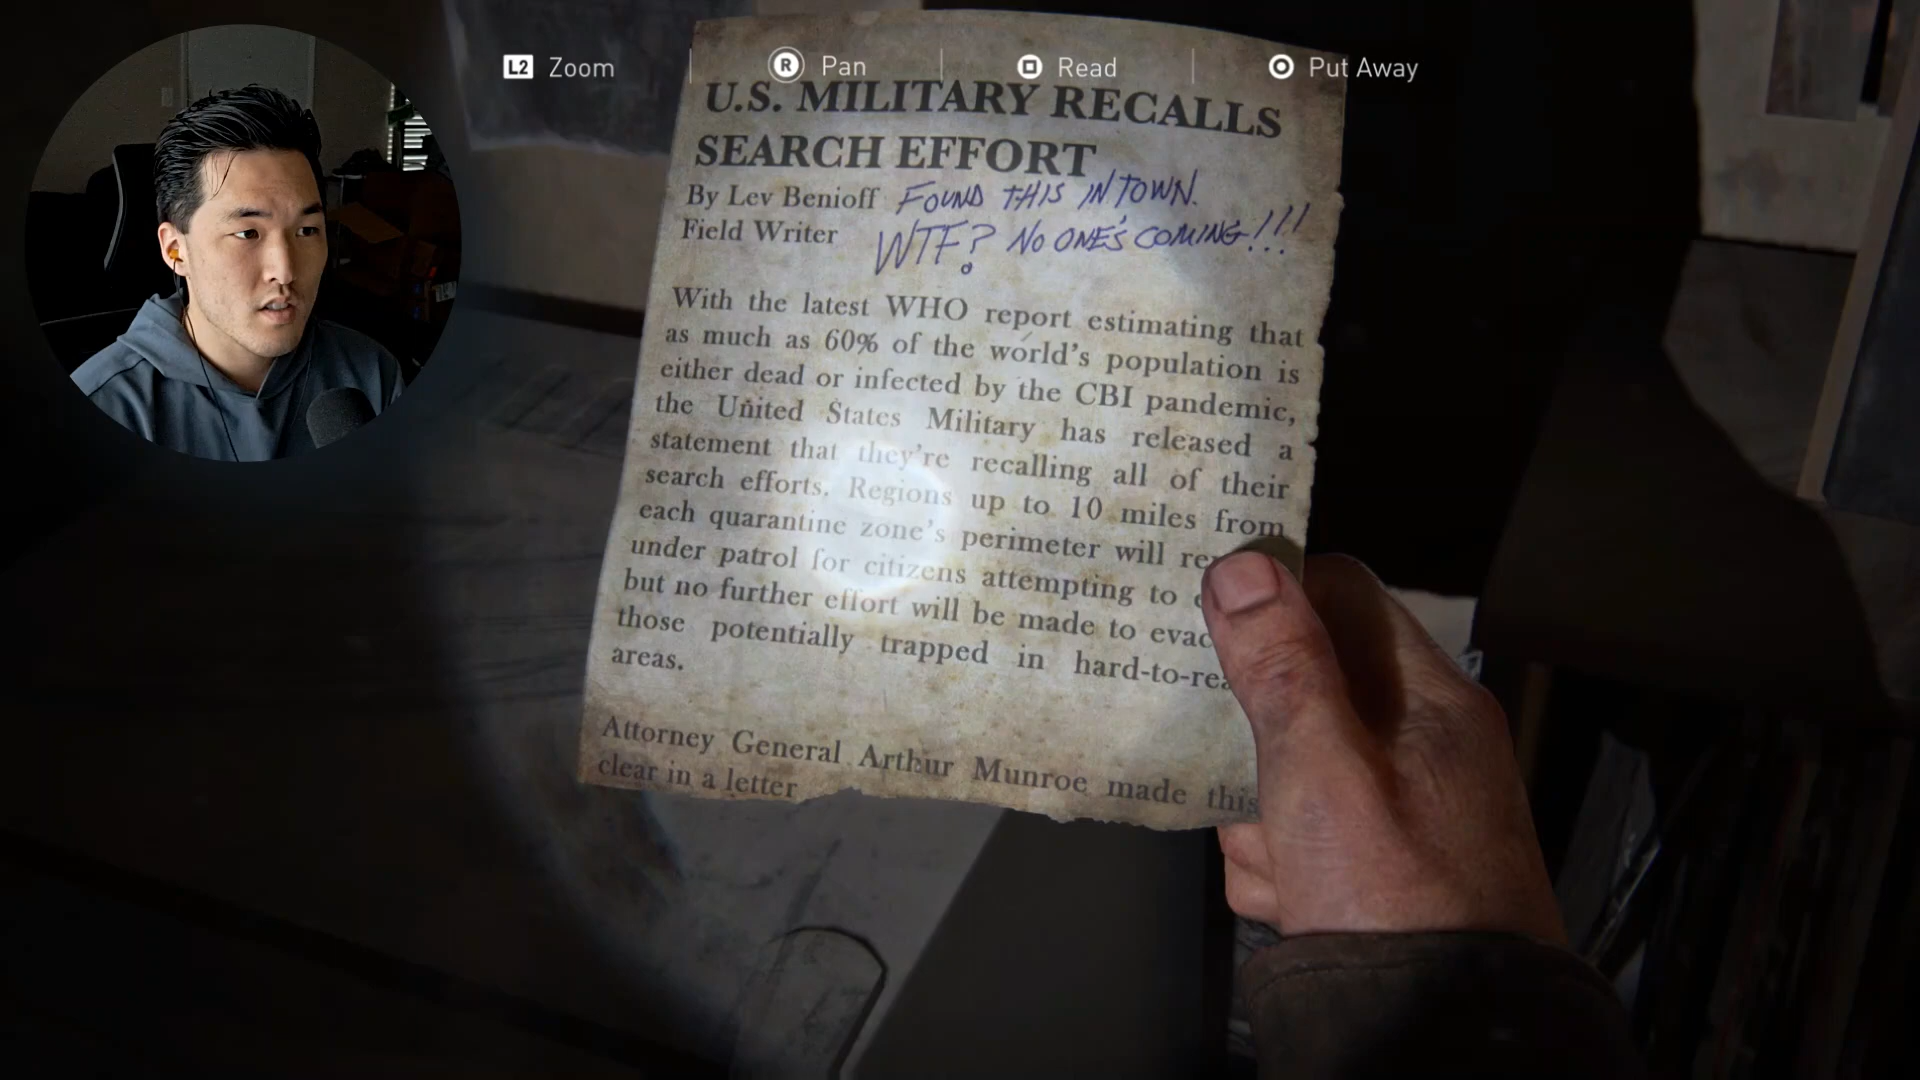 L2 Zoom R Pan Read Put Away
U.S. MILITARY RECALLS
SEARCH EFFORT
By Lev Benioff FOUND THIS IN TOWN.
Field Writer WTF? NO ONE'S COMING!!!
With the latest WHO report estimating that
as much as 60% of the world's population is
either dead or infected by the CBI pandemic,
the United States Military has released a
statement that they're recalling all of their
search efforts. Regions up to 10 miles from
each quarantine zone's perimeter will
under patrol for citizens attempting to
but no further effort will be made to
those potentially trapped in
areas.
Attorney General Arthur Munroe made this
clear in a letter